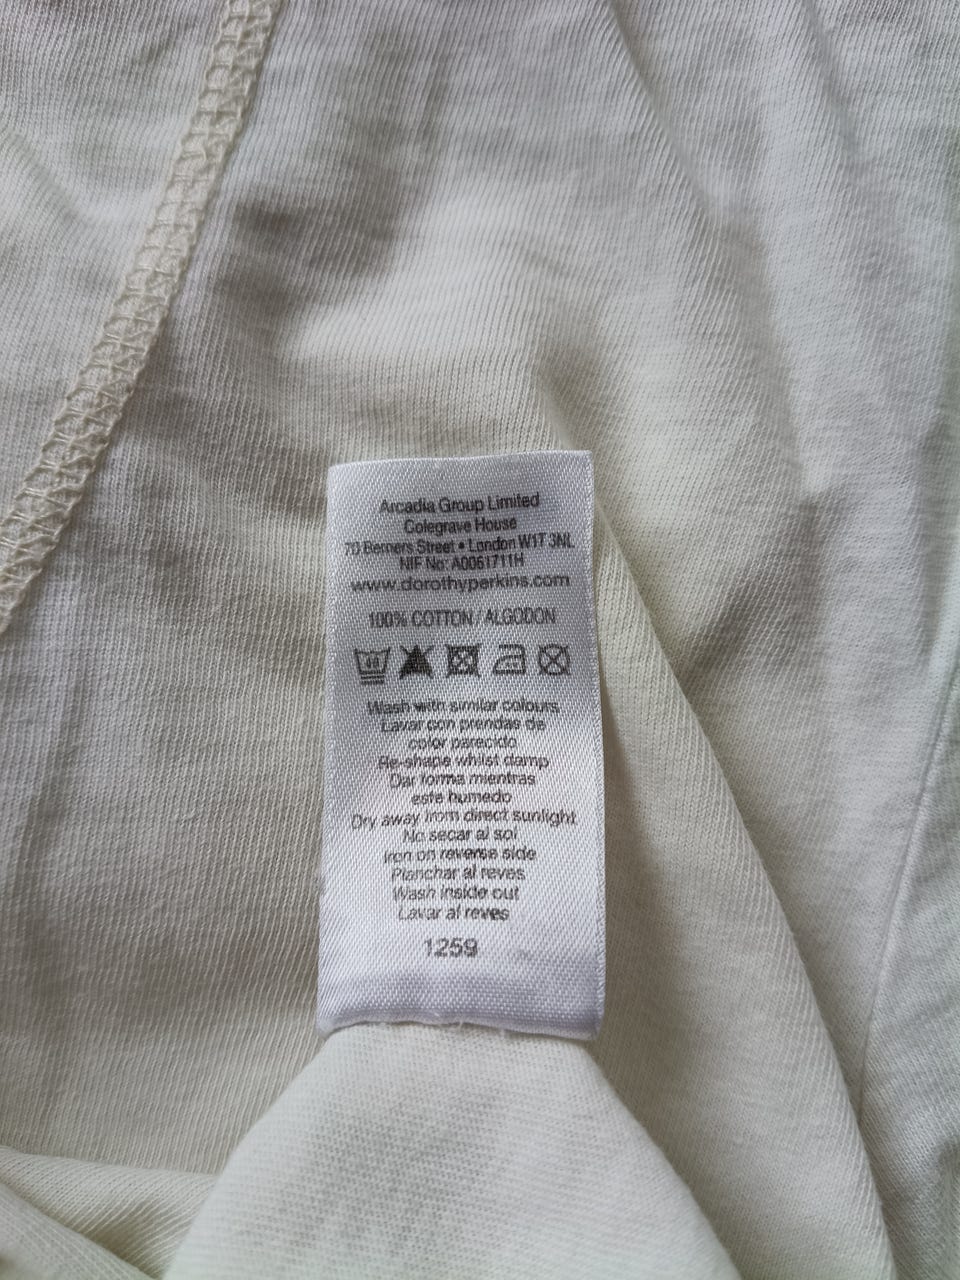 Arcadia Group Limited
Colegrave House
70 Berners Street • London W1T 3NL
NIF No: A0061711H
www.dorothyperkins.com
100% COTTON / ALGODON
40
Wash with similar colours
Lavar con prendas de
color parecido
Re-shape whilst damp
Dar forma mientras
este humedo
Dry away from direct sunlight
No secar al sol
Iron on reverse side
Planchar al reves
Wash inside out
Lavar al reves
1259